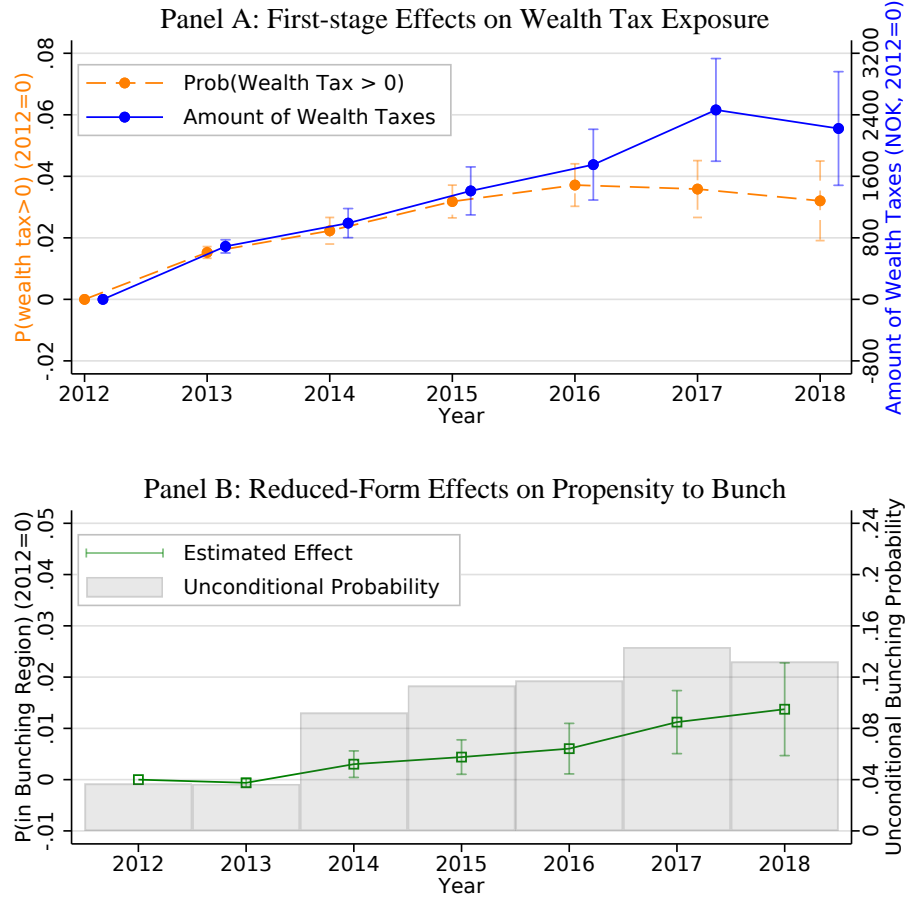 Panel A: First-stage Effects on Wealth Tax Exposure
P(wealth tax>0) (2012=0)
.08
.06
.04
.02
0
-.02
Prob(Wealth Tax > 0)
Amount of Wealth Taxes
3200
2400
1600
800
0
-800
Amount of Wealth Taxes (NOK, 2012=0)
2012 2013 2014 2015 2016 2017 2018
Year
Panel B: Reduced-Form Effects on Propensity to Bunch
P(in Bunching Region) (2012=0)
.05
.04
.03
.02
.01
0
-.01
Estimated Effect
Unconditional Probability
.24
.2
.16
.12
.08
.04
0
Unconditional Bunching Probability
2012 2013 2014 2015 2016 2017 2018
Year